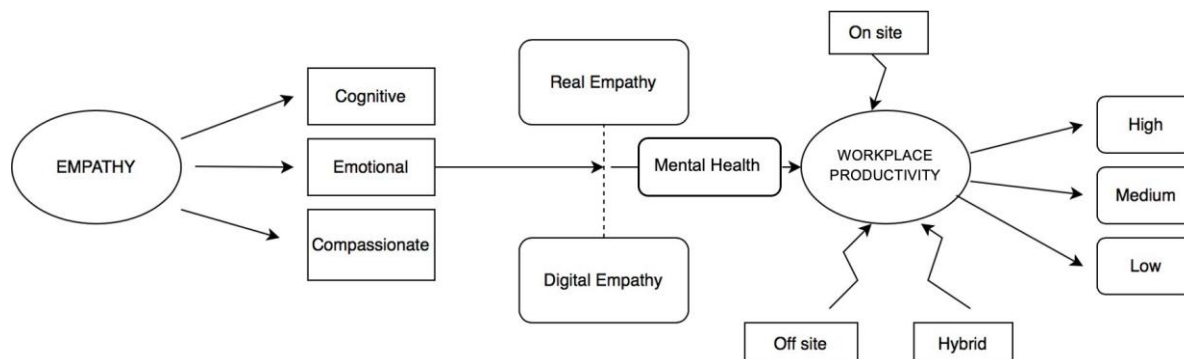 On site
Real Empathy
Cognitive
High
EMPATHY
Emotional
Mental Health
WORKPLACE
PRODUCTIVITY
Medium
Compassionate
Low
Digital Empathy
Off site
Hybrid